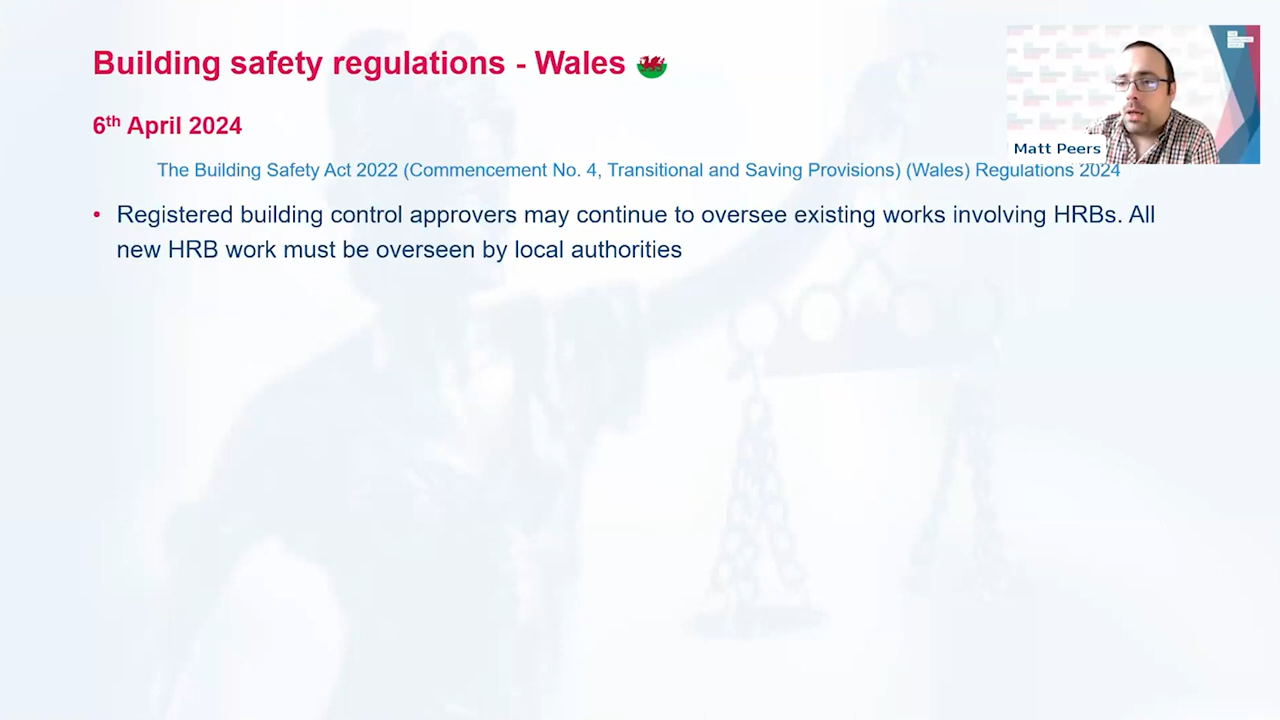 Building safety regulations - Wales
6th April 2024
The Building Safety Act 2022 (Commencement No. 4, Transitional and Saving Provisions) (Wales) Regulations 2024
• Registered building control approvers may continue to oversee existing works involving HRBs. All
new HRB work must be overseen by local authorities
Matt Peers